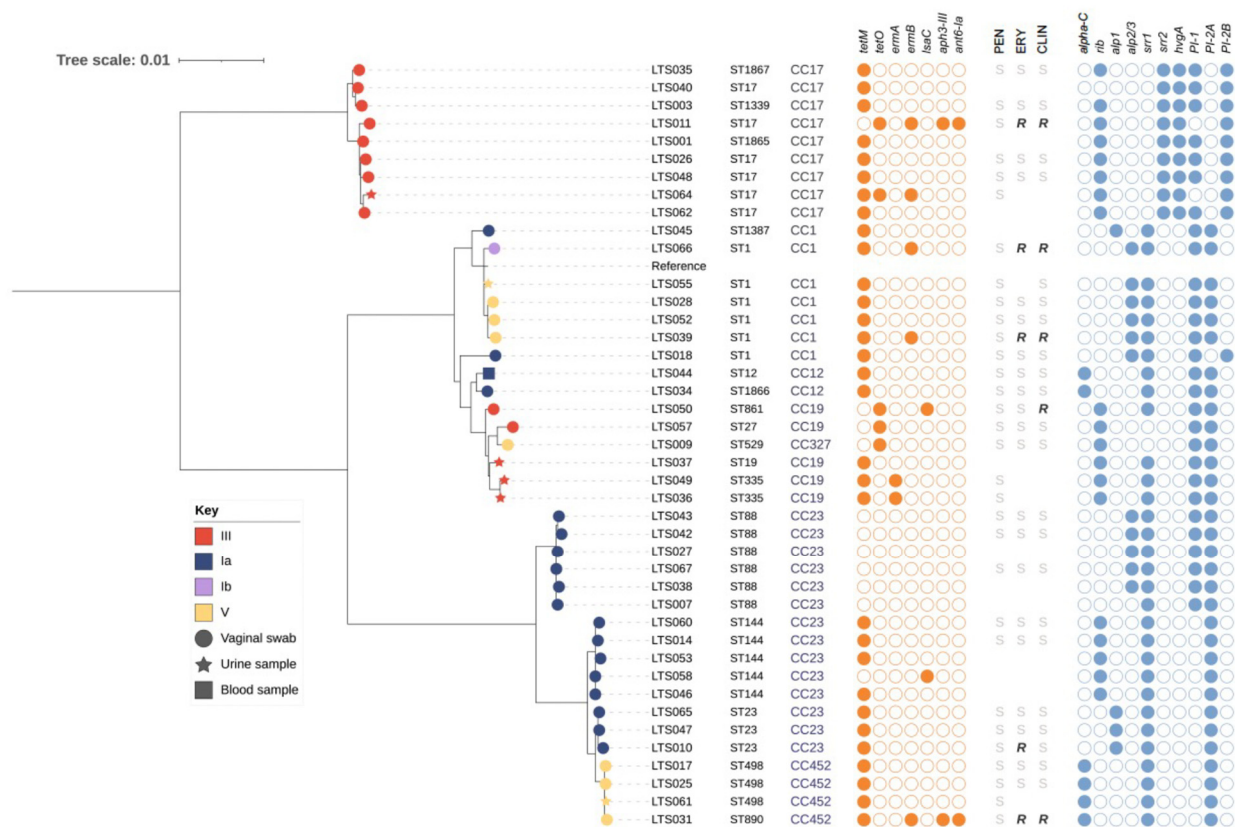 tetM tetO ermA ermB lsaC aph3-III ant6-Ia PEN ERY CLIN alpha-C rib alp1 alp2/3 srr1 srr2 hvgA PI-1 PI-2A PI-2B
Tree scale: 0.01
LTS035 ST1867 CC17 S S S
LTS040 ST17 CC17
LTS003 ST1339 CC17 S S S
LTS011 ST17 CC17 S R R
LTS001 ST1865 CC17
LTS026 ST17 CC17 S S S
LTS048 ST17 CC17 S S S
LTS064 ST17 CC17 S
LTS062 ST17 CC17
LTS045 ST1387 CC1
LTS066 ST1 CC1 S R R
Reference
LTS055 ST1 CC1 S S
LTS028 ST1 CC1 S S S
LTS052 ST1 CC1 S S S
LTS039 ST1 CC1 S R R
LTS018 ST1 CC1 S S S
LTS044 ST12 CC12 S S S
LTS034 ST1866 CC12 S S S
LTS050 ST861 CC19 S S R
LTS057 ST27 CC19 S S S
LTS009 ST529 CC327 S S S
LTS037 ST19 CC19
LTS049 ST335 CC19 S
LTS036 ST335 CC19 S
LTS043 ST88 CC23 S S S
LTS042 ST88 CC23 S S S
LTS027 ST88 CC23
LTS067 ST88 CC23 S S S
LTS038 ST88 CC23
LTS007 ST88 CC23
LTS060 ST144 CC23 S S S
LTS014 ST144 CC23 S S S
LTS053 ST144 CC23
LTS058 ST144 CC23
LTS046 ST144 CC23
LTS065 ST23 CC23 S S S
LTS047 ST23 CC23 S S S
LTS010 ST23 CC23 S R S
LTS017 ST498 CC452 S S S
LTS025 ST498 CC452 S S S
LTS061 ST498 CC452 S
LTS031 ST890 CC452 S R R
Key
III
Ia
Ib
V
Vaginal swab
Urine sample
Blood sample